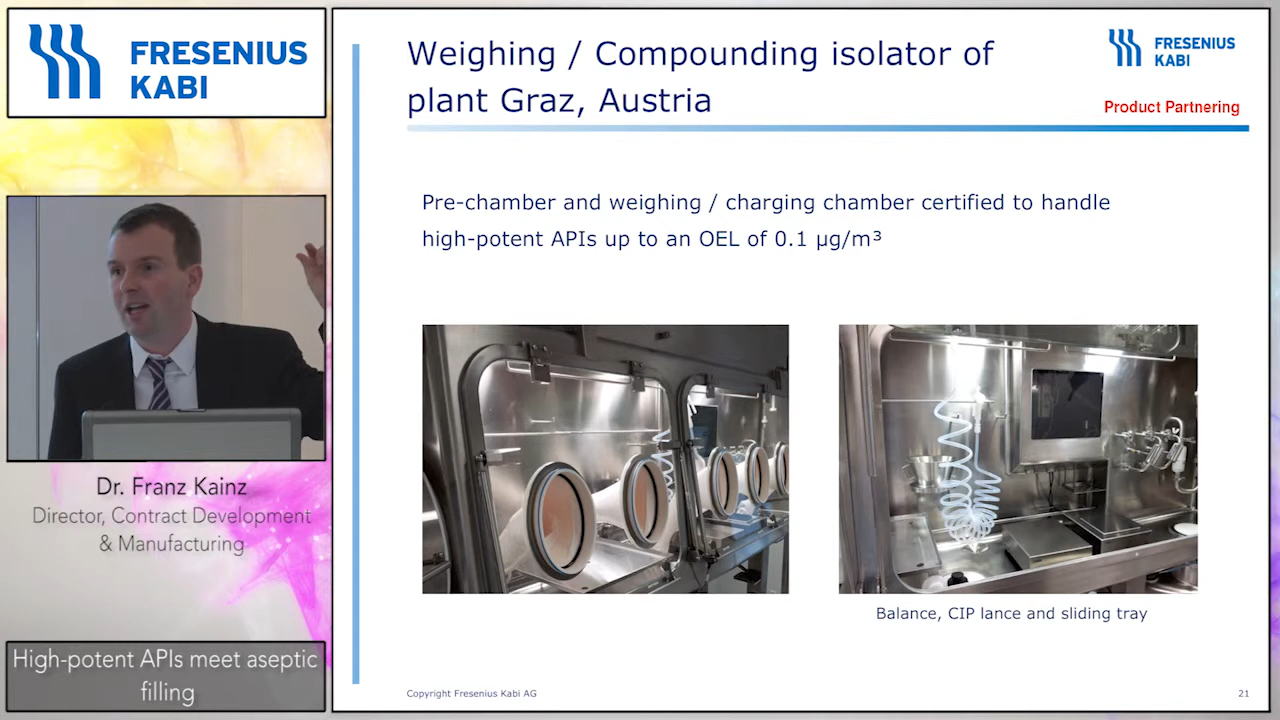 FRESENIUS
KABI
Dr. Franz Kainz
Director, Contract Development
& Manufacturing
High-potent APIs meet aseptic
filling
Weighing / Compounding isolator of
plant Graz, Austria
FRESENIUS
KABI
Product Partnering
Pre-chamber and weighing / charging chamber certified to handle
high-potent APIs up to an OEL of 0.1 µg/m³
Balance, CIP lance and sliding tray
Copyright Fresenius Kabi AG
21